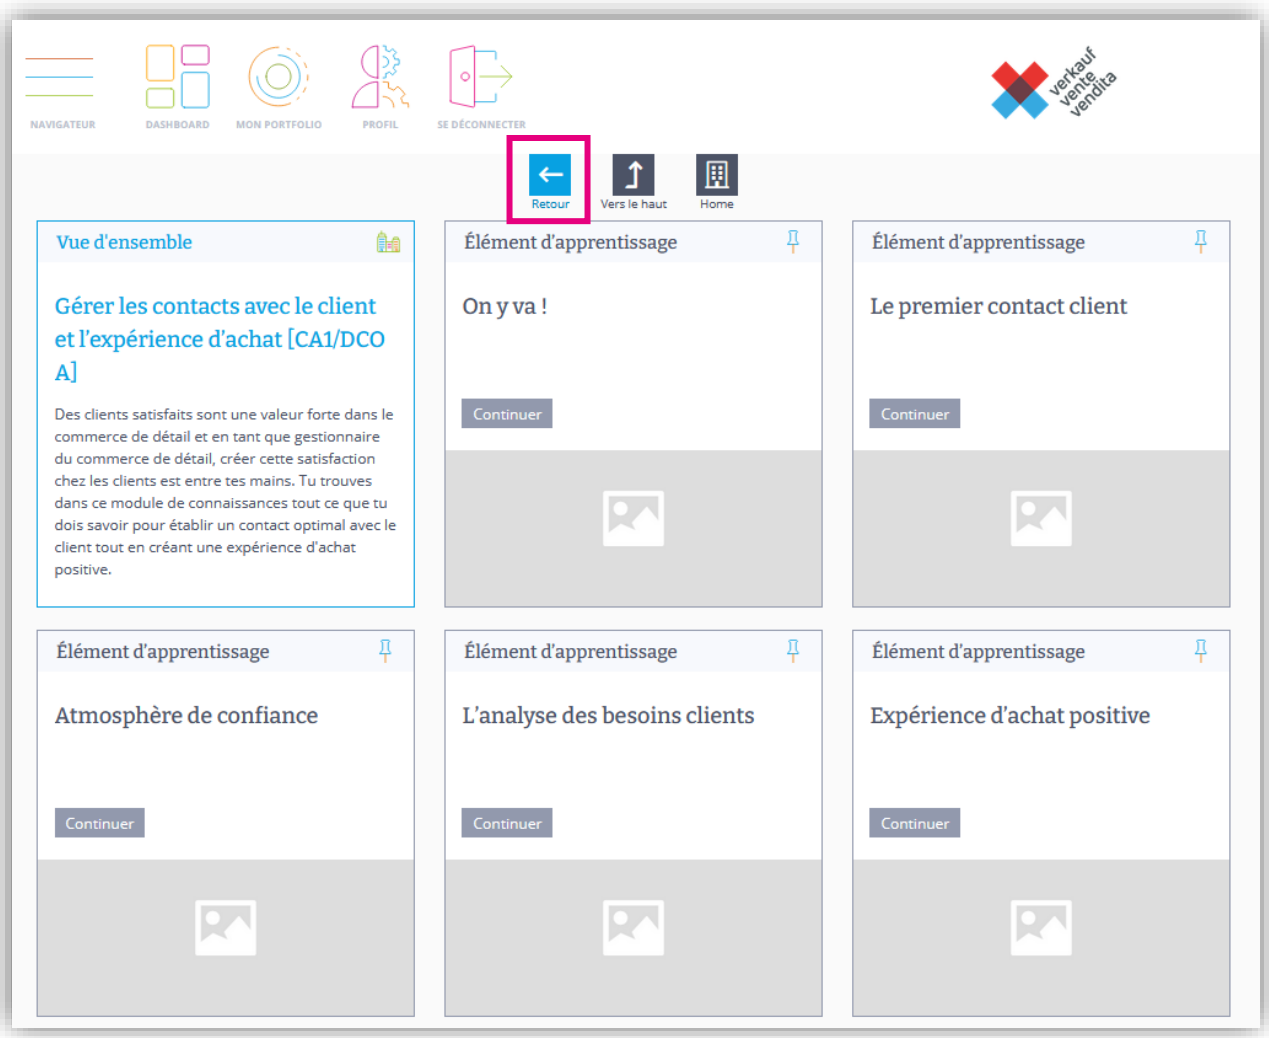 NAVIGATEUR
DASHBOARD
MON PORTFOLIO
PROFIL
SE DÉCONNECTER
verkauf
vente
vendita
Retour
Vers le haut
Home
Vue d'ensemble
Gérer les contacts avec le client
et l’expérience d’achat [CA1/DCO
A]
Des clients satisfaits sont une valeur forte dans le
commerce de détail et en tant que gestionnaire
du commerce de détail, créer cette satisfaction
chez les clients est entre tes mains. Tu trouves
dans ce module de connaissances tout ce que tu
dois savoir pour établir un contact optimal avec le
client tout en créant une expérience d'achat
positive.
Élément d’apprentissage
On y va !
Continuer
Élément d’apprentissage
Le premier contact client
Continuer
Élément d’apprentissage
Atmosphère de confiance
Continuer
Élément d’apprentissage
L’analyse des besoins clients
Continuer
Élément d’apprentissage
Expérience d’achat positive
Continuer